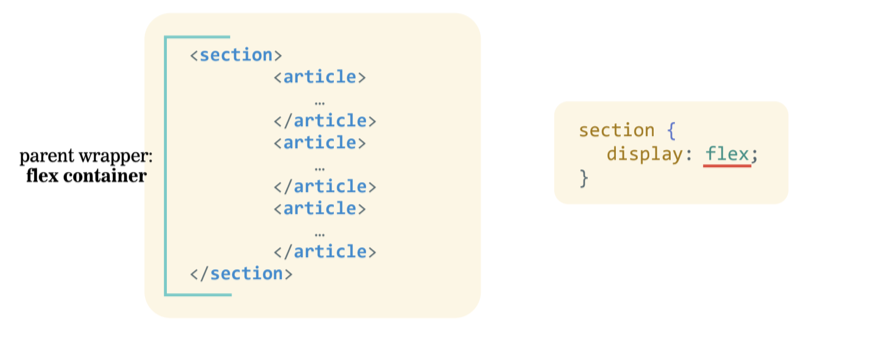 <section>
<article>
…
</article>
<article>
…
</article>
<article>
…
</article>
</section>
parent wrapper:
flex container
section {
display: flex;
}